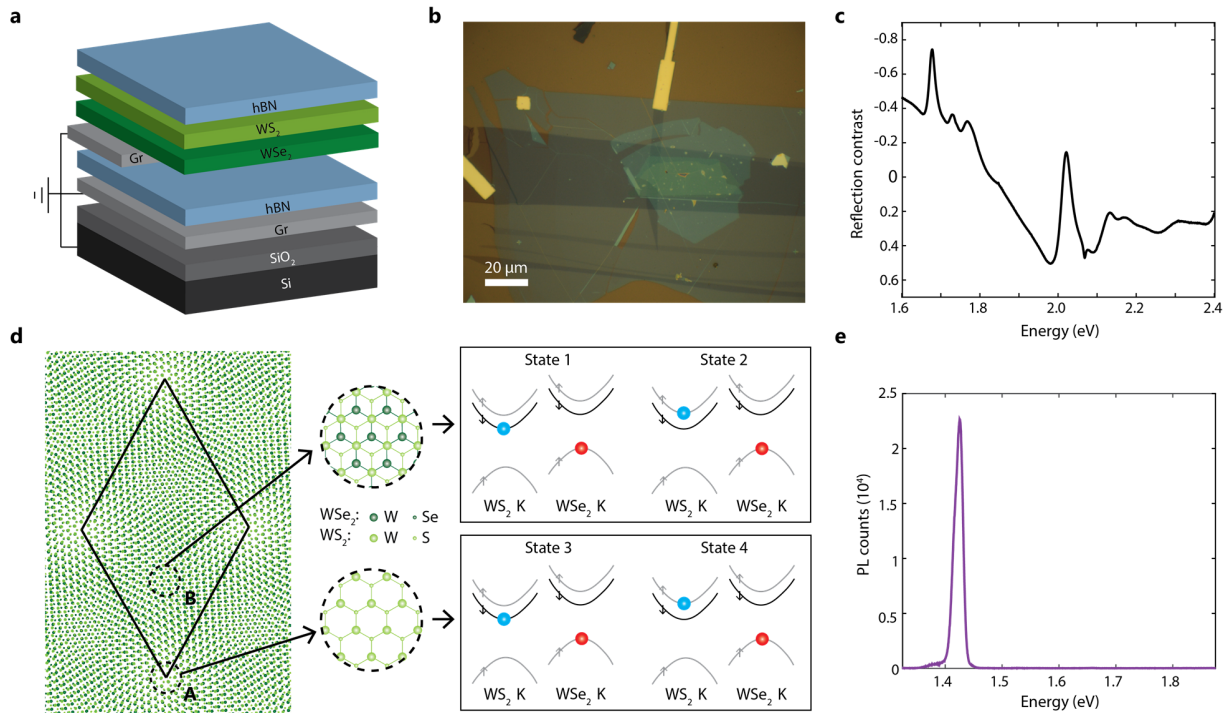 a
hBN
WS2
WSe2
Gr
hBN
Gr
SiO2
Si
b
20 μm
c
-0.8
-0.6
-0.4
-0.2
0
0.2
0.4
0.6
Reflection contrast
1.6
1.8
2.0
2.2
2.4
Energy (eV)
d
B
A
WSe2: W Se
WS2: W S
State 1 State 2
WS2 K WSe2 K WS2 K WSe2 K
State 3 State 4
WS2 K WSe2 K WS2 K WSe2 K
e
2.5
2
1.5
1
0.5
0
PL counts (10⁴)
1.4 1.5 1.6 1.7 1.8
Energy (eV)